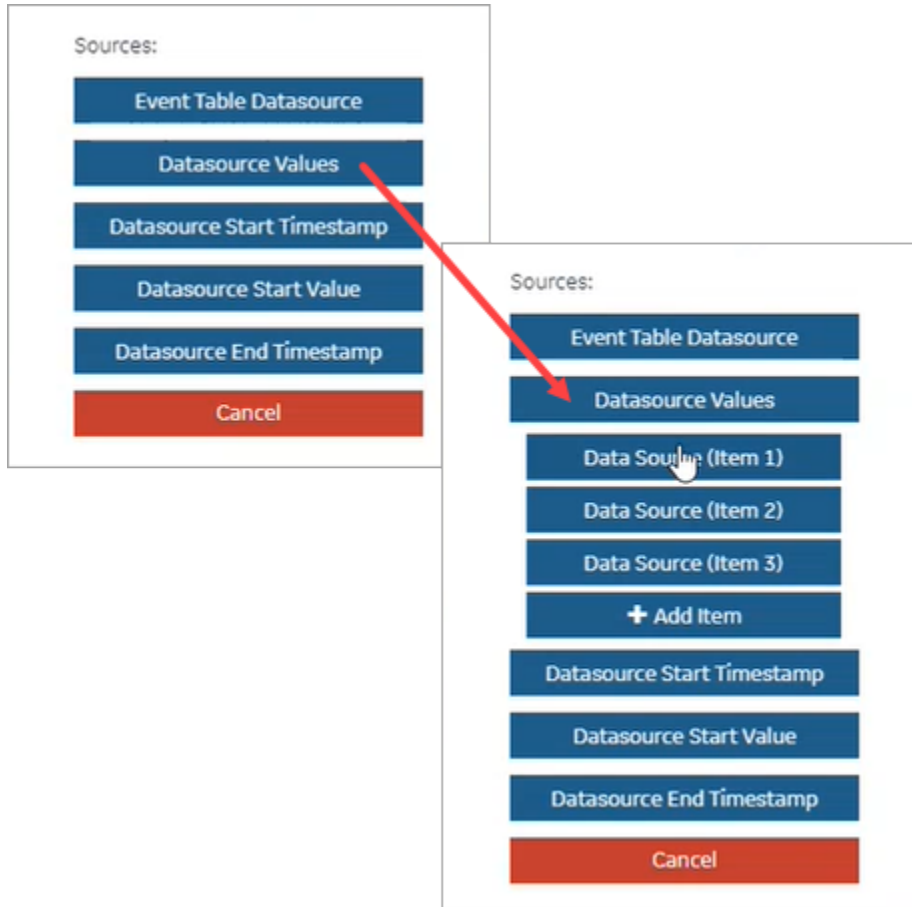 Sources:
Event Table Datasource
Datasource Values
Datasource Start Timestamp
Datasource Start Value
Datasource End Timestamp
Cancel
Sources:
Event Table Datasource
Datasource Values
Data Source (Item 1)
Data Source (Item 2)
Data Source (Item 3)
+ Add Item
Datasource Start Timestamp
Datasource Start Value
Datasource End Timestamp
Cancel